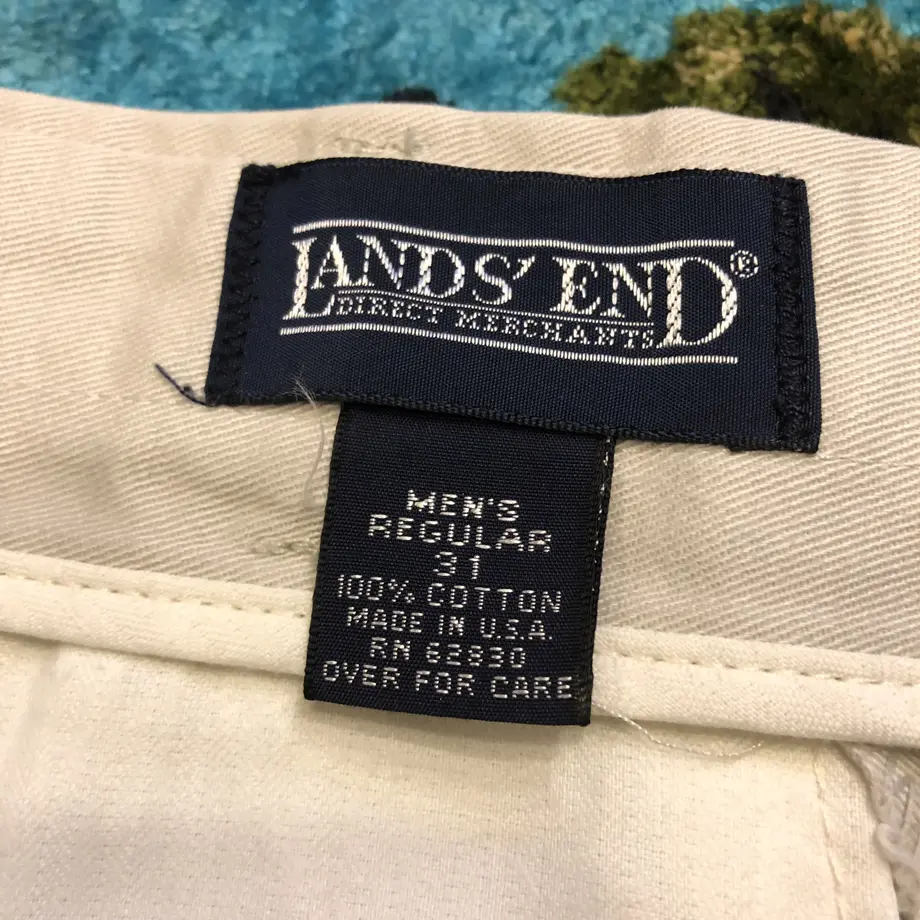 LANDS' END®
DIRECT MERCHANTS
MEN'S
REGULAR
31
100% COTTON
MADE IN U.S.A.
RN 62830
OVER FOR CARE